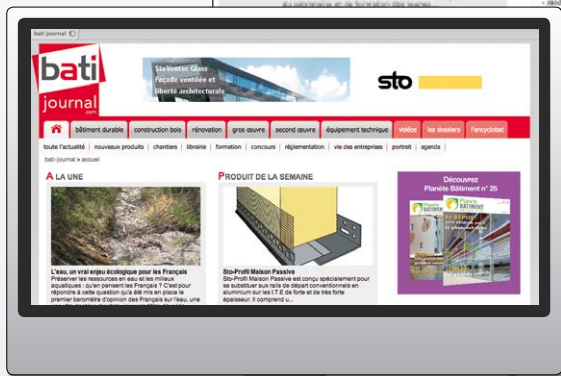 bati journal
bati
journal
.com
StoVentec Glass
Façade ventilée et
liberté architecturale
sto
bâtiment durable construction bois rénovation gros œuvre second œuvre équipement technique vidéos les dossiers l'encyclobat
toute l'actualité | nouveaux produits | chantiers | librairie | formation | concours | réglementation | vie des entreprises | portrait | agenda |
bati-journal > accueil
A LA UNE
L'eau, un vrai enjeu écologique pour les Français
Préserver les ressources en eau et les milieux
aquatiques : qu'en pensent les Français ? C'est pour
répondre à cette question qu'a été mis en place le
premier baromètre d'opinion des Français sur l'eau, une
PRODUIT DE LA SEMAINE
Sto-Profil Maison Passive
Sto-Profil Maison Passive est conçu spécialement pour
se substituer aux rails de départ conventionnels en
aluminium sur les I.T.E de forte et de très forte
épaisseur. Il comprend u...
Découvrez
Planète Bâtiment n° 25
Planète
BÂTIMENT
Planète
BÂTIMENT